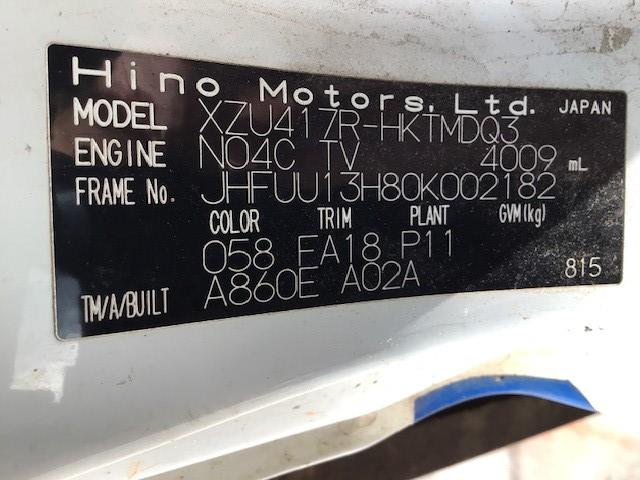 Hino Motors, Ltd. JAPAN
MODEL XZU417R-HKTMDQ3
ENGINE N04C TV 4009 mL
FRAME No. JHFUU13H80K002182
COLOR TRIM PLANT GVM(kg)
058 FA18 P11
815
TM/A/BUILT A860E A02A